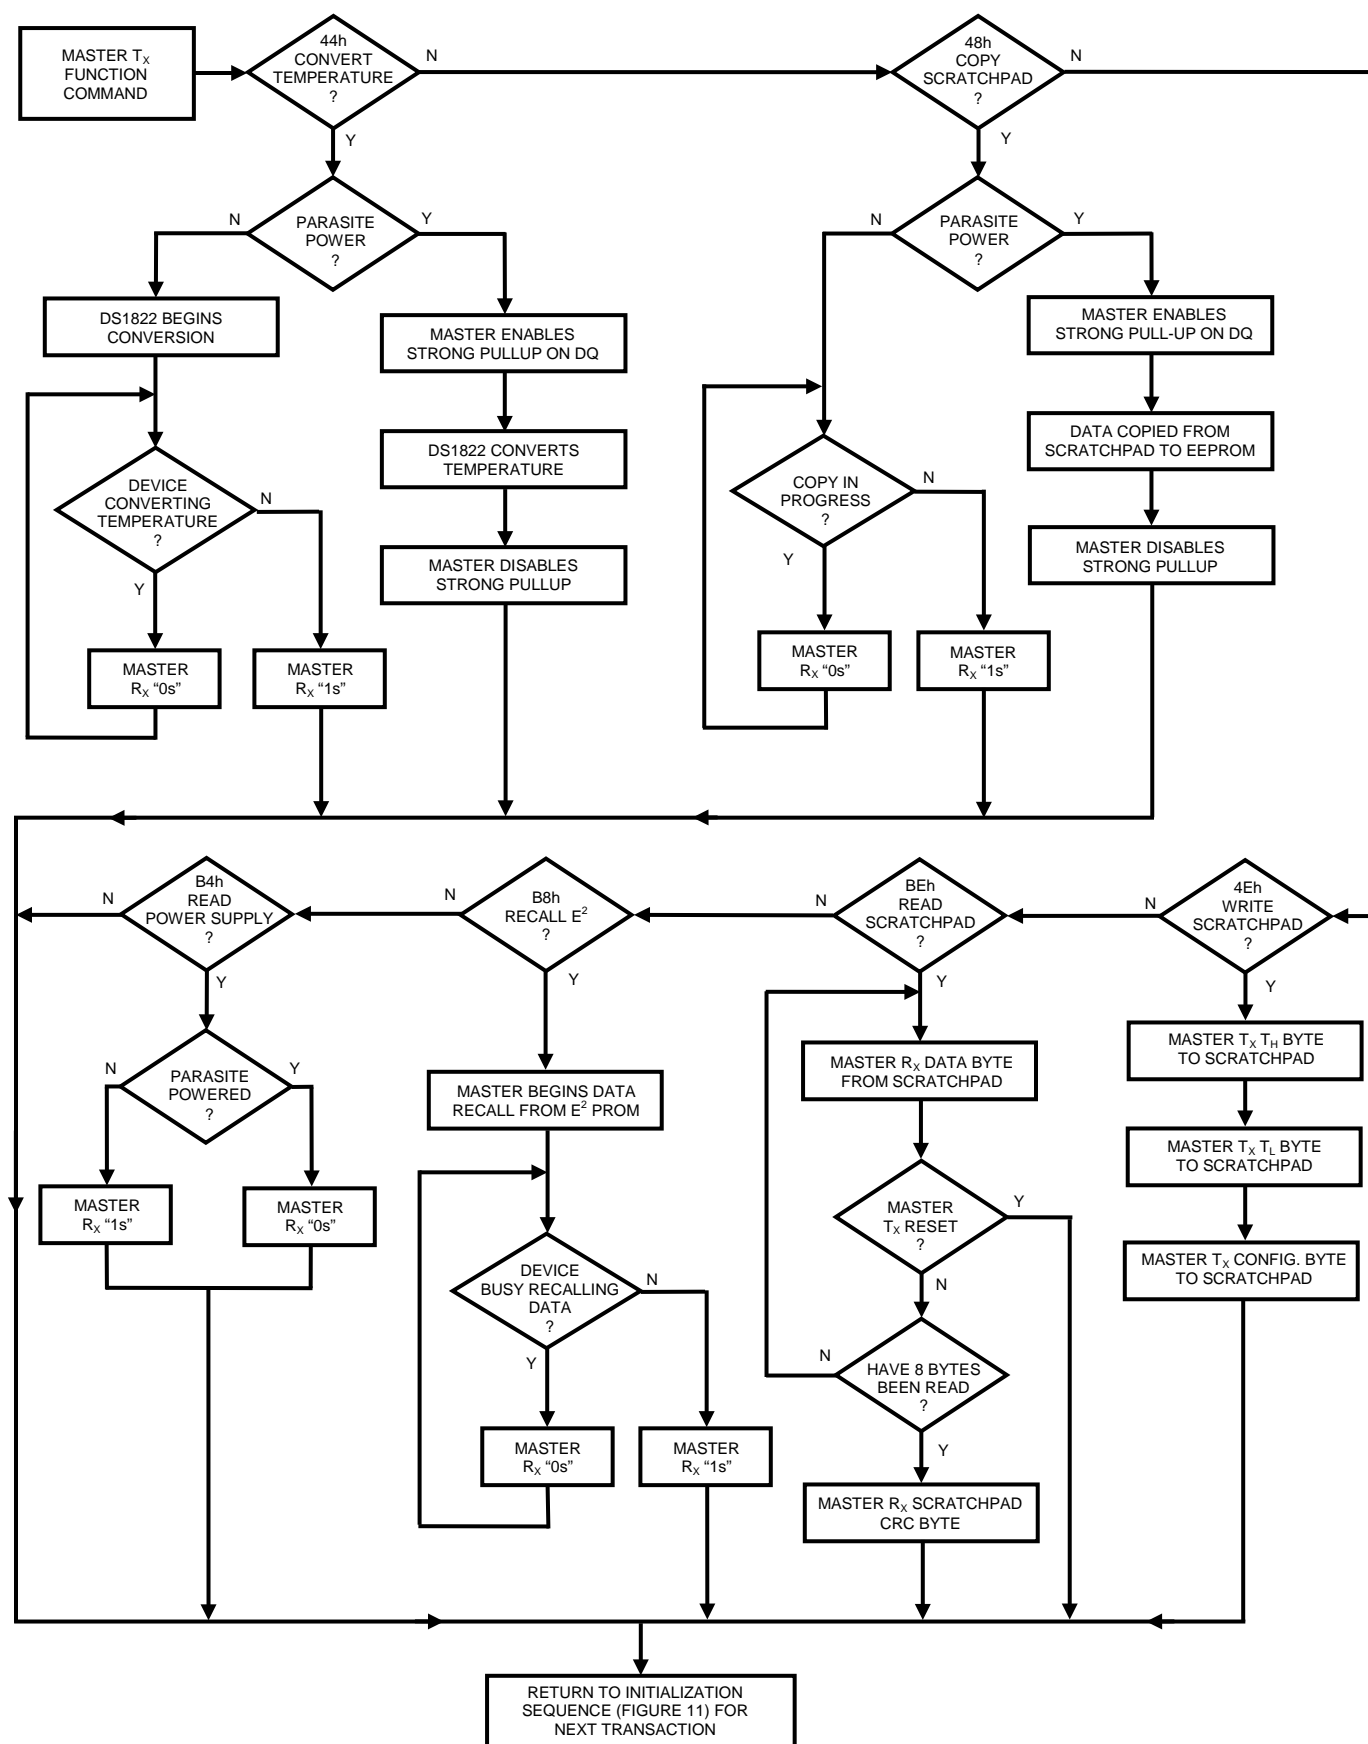 MASTER TX
FUNCTION
COMMAND
44h
CONVERT
TEMPERATURE
?
N
Y
48h
COPY
SCRATCHPAD
?
N
Y
PARASITE
POWER
?
N
Y
PARASITE
POWER
?
N
Y
DS1822 BEGINS
CONVERSION
MASTER ENABLES
STRONG PULLUP ON DQ
MASTER ENABLES
STRONG PULL-UP ON DQ
DS1822 CONVERTS
TEMPERATURE
DATA COPIED FROM
SCRATCHPAD TO EEPROM
DEVICE
CONVERTING
TEMPERATURE
?
N
Y
COPY IN
PROGRESS
?
N
Y
MASTER DISABLES
STRONG PULLUP
MASTER DISABLES
STRONG PULLUP
MASTER
RX “0s”
MASTER
RX “1s”
MASTER
RX “0s”
MASTER
RX “1s”
B4h
READ
POWER SUPPLY
?
N
Y
B8h
RECALL E2
?
N
Y
BEh
READ
SCRATCHPAD
?
N
Y
4Eh
WRITE
SCRATCHPAD
?
N
Y
PARASITE
POWERED
?
N
Y
MASTER
RX “1s”
MASTER
RX “0s”
MASTER BEGINS DATA
RECALL FROM E2 PROM
DEVICE
BUSY RECALLING
DATA
?
N
Y
MASTER
RX “0s”
MASTER
RX “1s”
MASTER RX DATA BYTE
FROM SCRATCHPAD
MASTER
TX RESET
?
Y
N
HAVE 8 BYTES
BEEN READ
?
N
Y
MASTER RX SCRATCHPAD
CRC BYTE
MASTER TX TH BYTE
TO SCRATCHPAD
MASTER TX TL BYTE
TO SCRATCHPAD
MASTER TX CONFIG. BYTE
TO SCRATCHPAD
RETURN TO INITIALIZATION
SEQUENCE (FIGURE 11) FOR
NEXT TRANSACTION